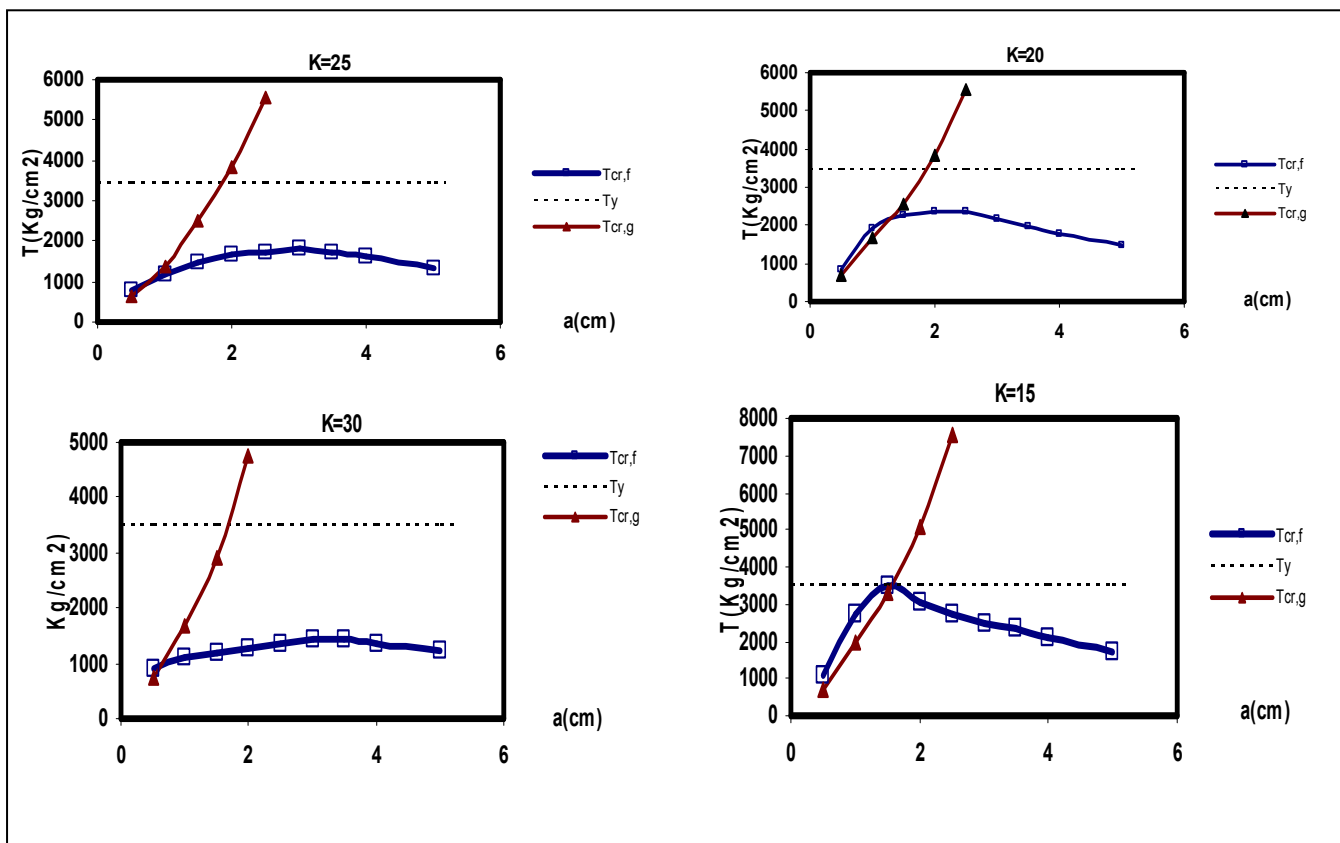 K=25
6000
5000
4000
3000
2000
1000
0
T(Kg/cm2)
0 2 4 6
a(cm)
Tcr,f
Ty
Tcr,g
K=20
6000
5000
4000
3000
2000
1000
0
T(Kg/cm2)
0 2 4 6
a(cm)
Tcr,f
Ty
Tcr,g
K=30
5000
4000
3000
2000
1000
0
Kg/cm2)
0 2 4 6
a(cm)
Tcr,f
Ty
Tcr,g
K=15
8000
7000
6000
5000
4000
3000
2000
1000
0
T(Kg/cm2)
0 2 4 6
a(cm)
Tcr,f
Ty
Tcr,g